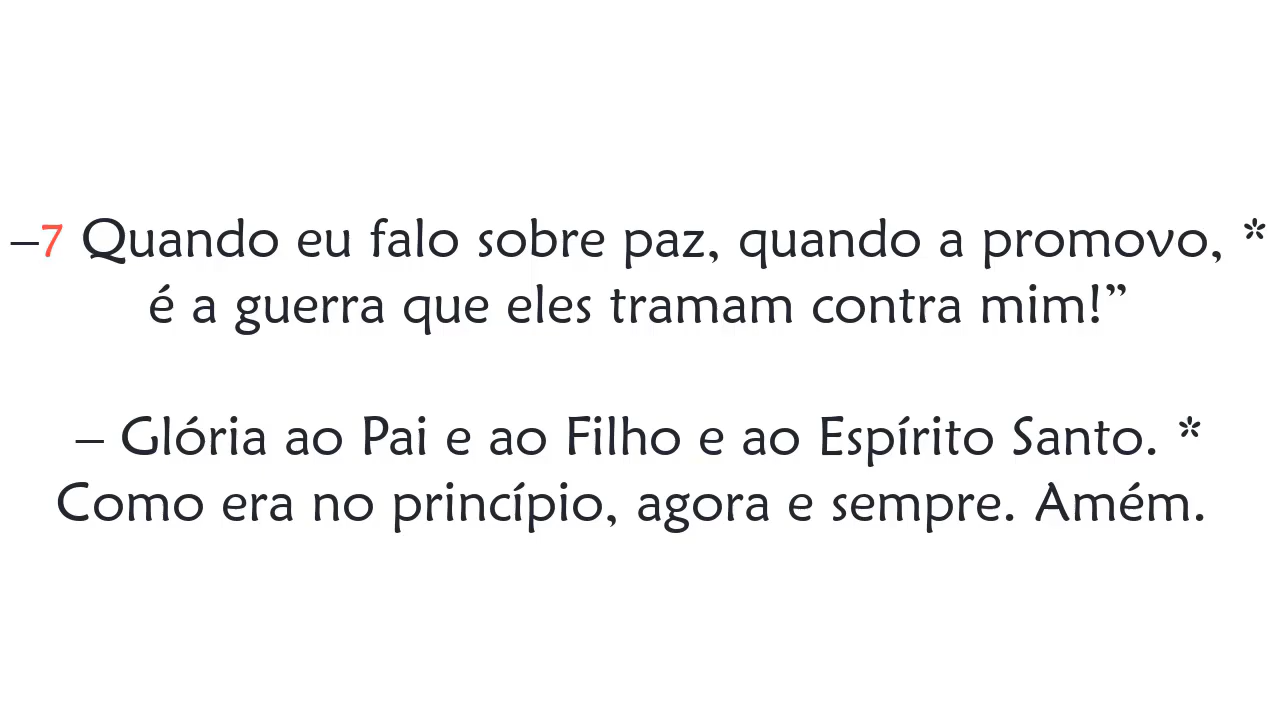 –7 Quando eu falo sobre paz, quando a promovo, *
é a guerra que eles tramam contra mim!”
– Glória ao Pai e ao Filho e ao Espírito Santo. *
Como era no princípio, agora e sempre. Amém.